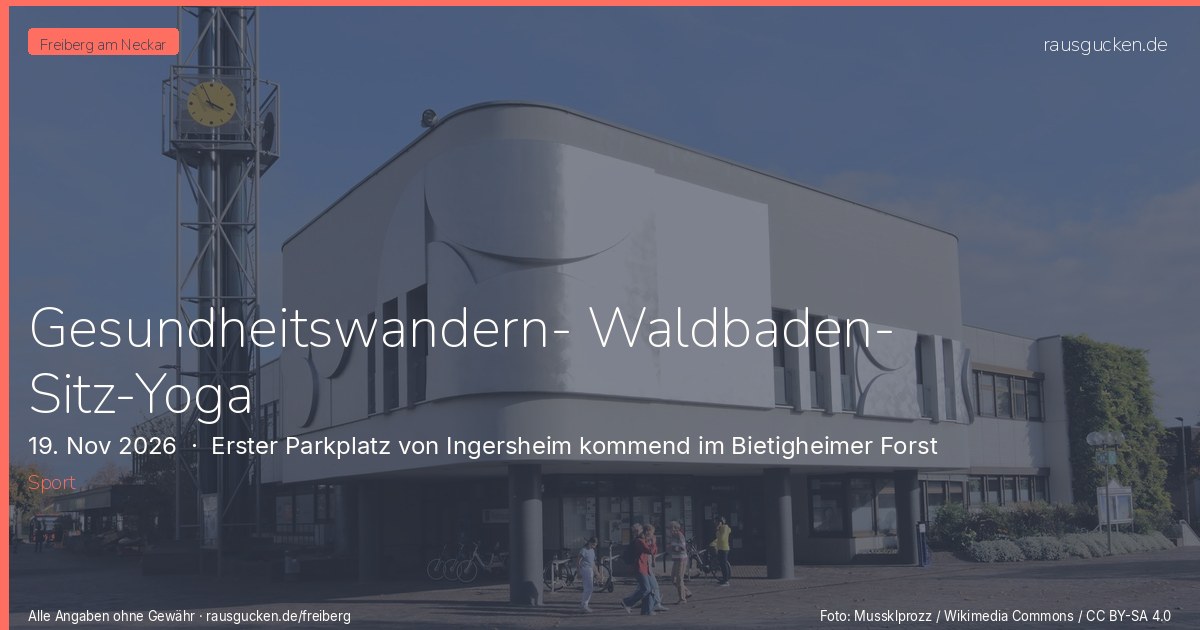 Freiberg am Neckar
rausgucken.de
Gesundheitswandern- Waldbaden-
Sitz-Yoga
19. Nov 2026 · Erster Parkplatz von Ingersheim kommend im Bietigheimer Forst
Sport
Alle Angaben ohne Gewähr · rausgucken.de/freiberg
Foto: Mussklprozz / Wikimedia Commons / CC BY-SA 4.0